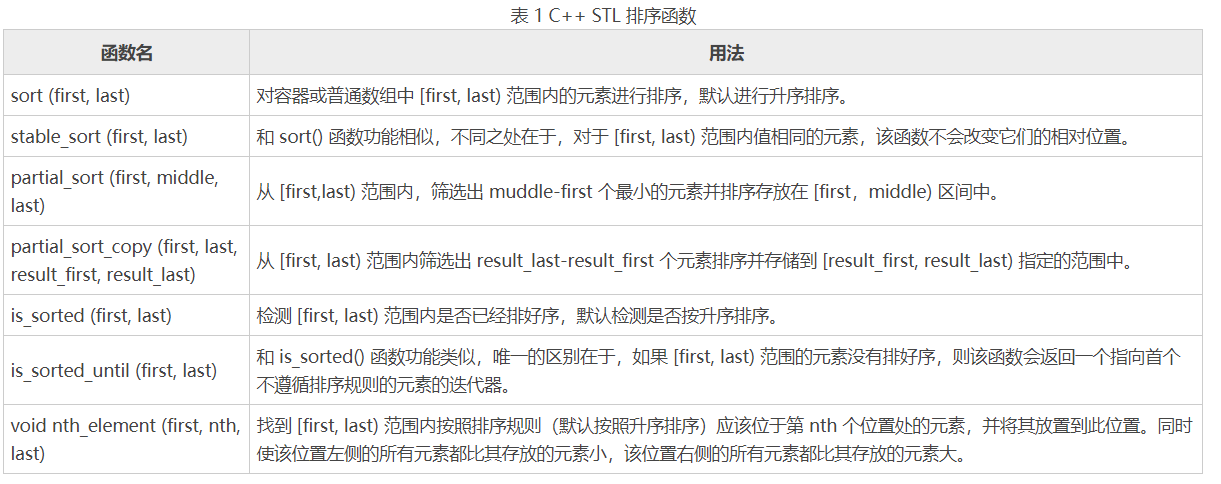 表 1 C++ STL 排序函数
函数名
用法
sort (first, last)
对容器或普通数组中 [first, last) 范围内的元素进行排序，默认进行升序排序。
stable_sort (first, last)
和 sort() 函数功能相似，不同之处在于，对于 [first, last) 范围内值相同的元素，该函数不会改变它们的相对位置。
partial_sort (first, middle,
last)
从 [first,last) 范围内，筛选出 muddle-first 个最小的元素并排序存放在 [first，middle) 区间中。
partial_sort_copy (first, last,
result_first, result_last)
从 [first, last) 范围内筛选出 result_last-result_first 个元素排序并存储到 [result_first, result_last) 指定的范围中。
is_sorted (first, last)
检测 [first, last) 范围内是否已经排好序，默认检测是否按升序排序。
is_sorted_until (first, last)
和 is_sorted() 函数功能类似，唯一的区别在于，如果 [first, last) 范围的元素没有排好序，则该函数会返回一个指向首个
不遵循排序规则的元素的迭代器。
void nth_element (first, nth,
last)
找到 [first, last) 范围内按照排序规则（默认按照升序排序）应该位于第 nth 个位置处的元素，并将其放置到此位置。同时
使该位置左侧的所有元素都比其存放的元素小，该位置右侧的所有元素都比其存放的元素大。